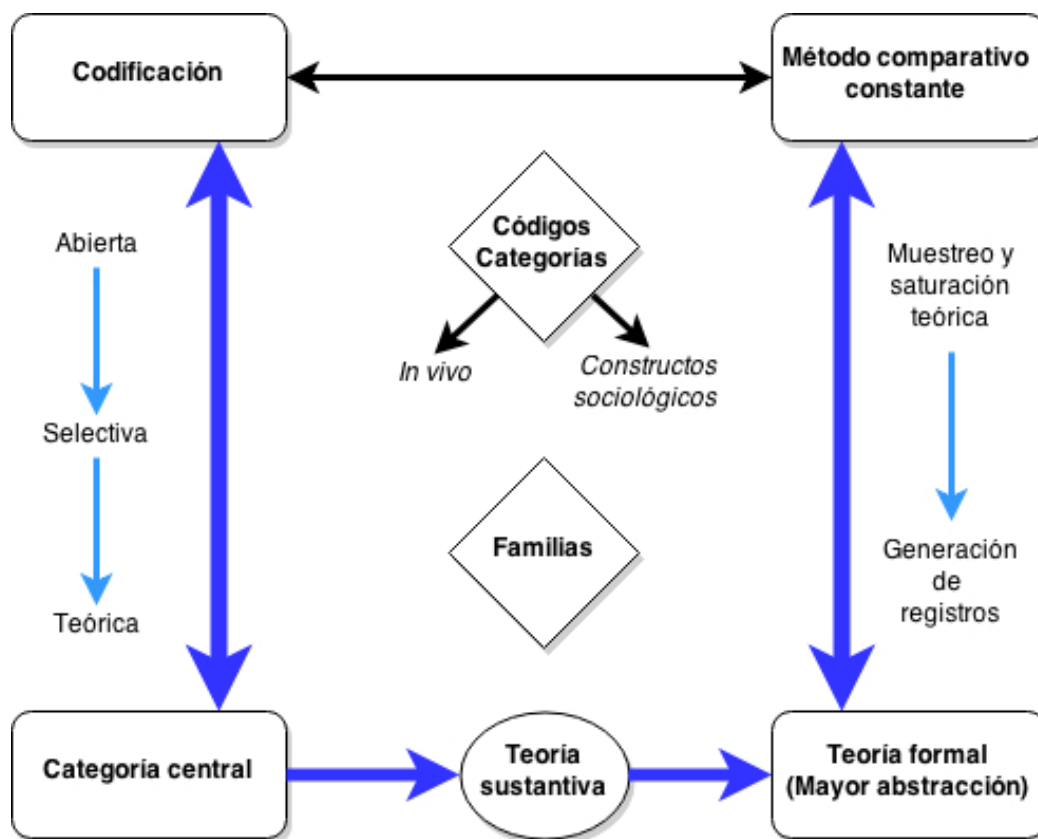 Codificación
Método comparativo
constante
Códigos
Categorías
Abierta
Muestreo y
saturación
teórica
In vivo
Constructos
sociológicos
Selectiva
Familias
Generación
de
registros
Teórica
Categoría central
Teoría
sustantiva
Teoría formal
(Mayor abstracción)